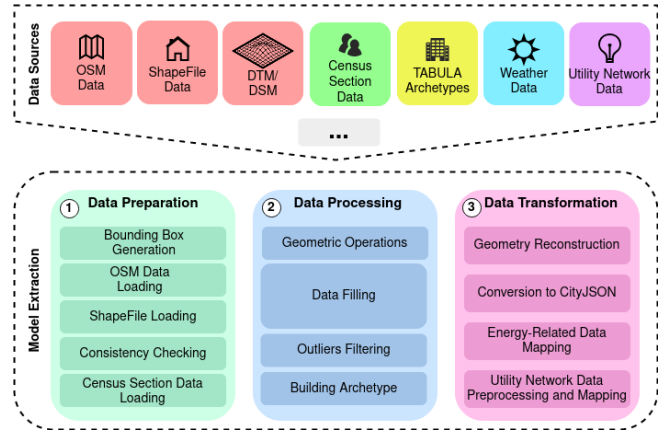 Data Sources
OSM
Data
ShapeFile
Data
DTM/
DSM
Census
Section
Data
TABULA
Archetypes
Weather
Data
Utility Network
Data
...
Model Extraction
1 Data Preparation
Bounding Box
Generation
OSM Data
Loading
ShapeFile Loading
Consistency Checking
Census Section Data
Loading
2 Data Processing
Geometric Operations
Data Filling
Outliers Filtering
Building Archetype
3 Data Transformation
Geometry Reconstruction
Conversion to CityJSON
Energy-Related Data
Mapping
Utility Network Data
Preprocessing and Mapping